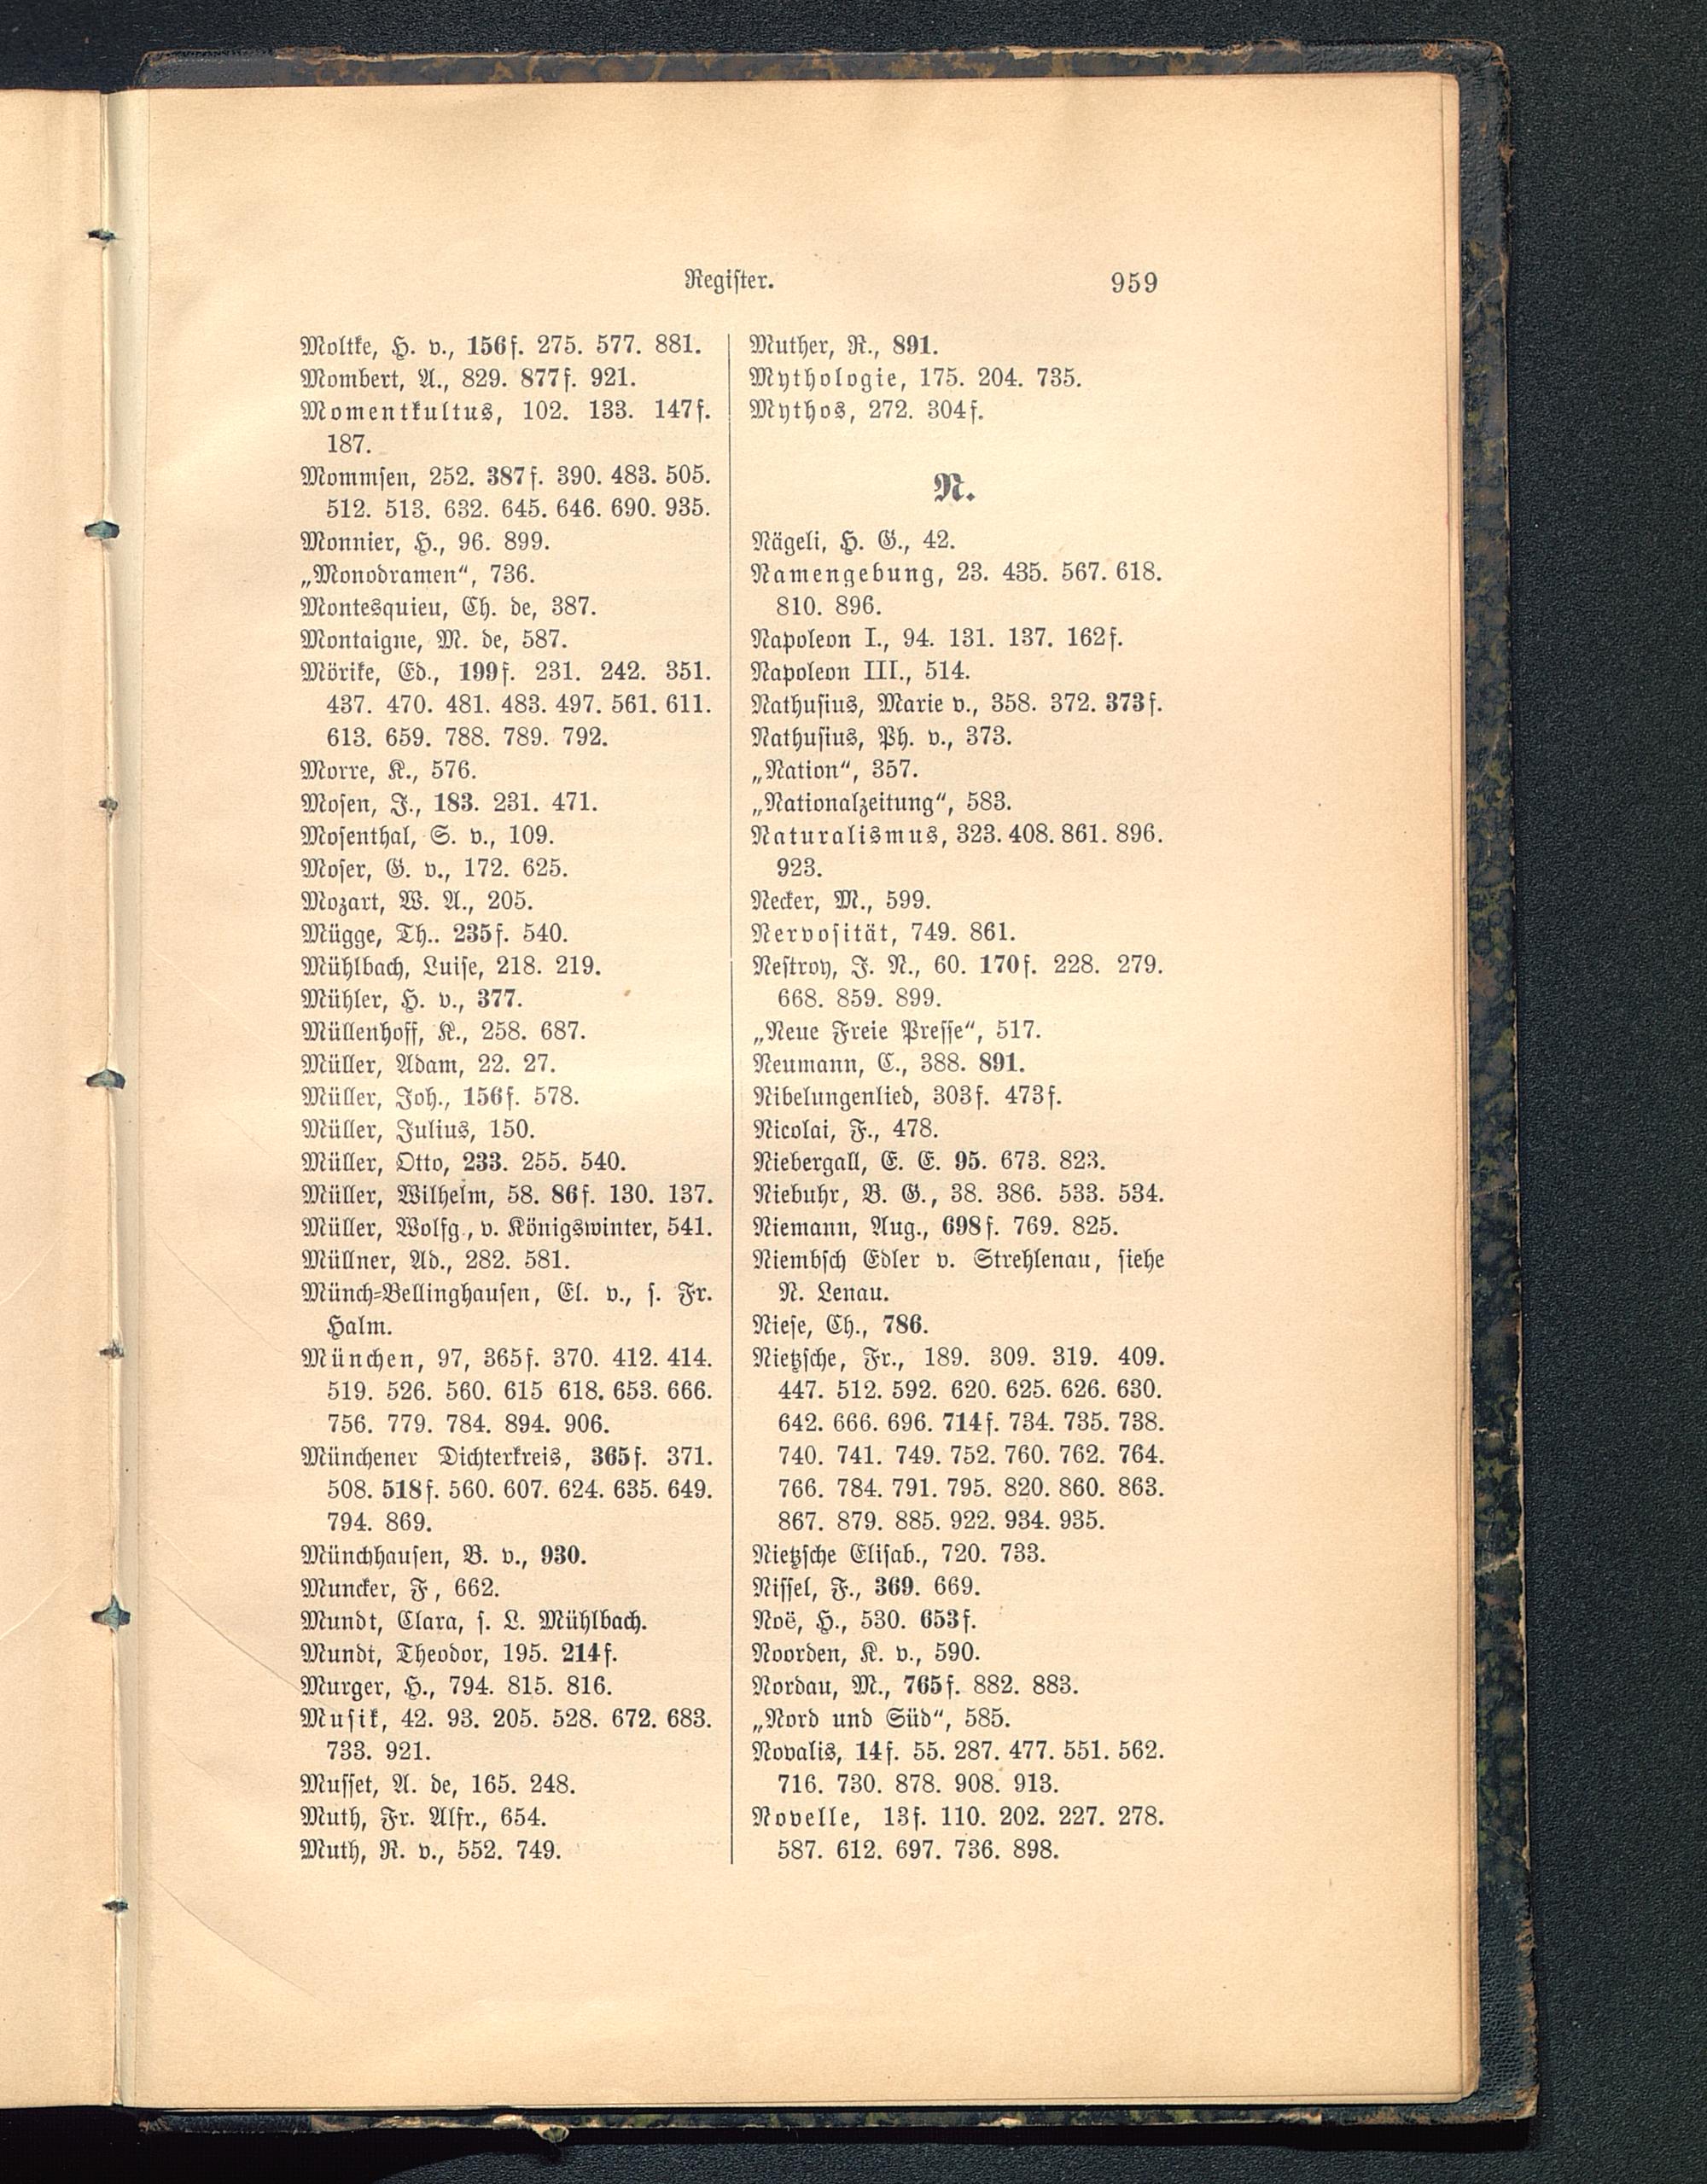 Register.
959
Moltke, H. v., 156f. 275. 577. 881.
Mombert, A., 829. 877f. 921.
Momentkultus, 102. 133. 147f.
187.
Mommsen, 252. 387f. 390. 483. 505.
512. 513. 632. 645. 646. 690. 935.
Monnier, H., 96. 899.
„Monodramen“, 736.
Montesquieu, Ch. de, 387.
Montaigne, M. de, 587.
Mörike, Ed., 199f. 231. 242. 351.
437. 470. 481. 483. 497. 561. 611.
613. 659. 788. 789. 792.
Morre, K., 576.
Mosen, J., 183. 231. 471.
Mosenthal, S. v., 109.
Moser, G. v., 172. 625.
Mozart, W. A., 205.
Mügge, Th.. 235f. 540.
Mühlbach, Luise, 218. 219.
Mühler, H. v., 377.
Müllenhoff, K., 258. 687.
Müller, Adam, 22. 27.
Müller, Joh., 156f. 578.
Müller, Julius, 150.
Müller, Otto, 233. 255. 540.
Müller, Wilhelm, 58. 86f. 130. 137.
Müller, Wolfg., v. Königswinter, 541.
Müllner, Ad., 282. 581.
Münch-Bellinghausen, El. v., s. Fr.
Halm.
München, 97, 365f. 370. 412. 414.
519. 526. 560. 615 618. 653. 666.
756. 779. 784. 894. 906.
Münchener Dichterkreis, 365f. 371.
508. 518f. 560. 607. 624. 635. 649.
794. 869.
Münchhausen, B. v., 930.
Muncker, F , 662.
Mundt, Clara, s. L. Mühlbach.
Mundt, Theodor, 195. 214f.
Murger, H., 794. 815. 816.
Musik, 42. 93. 205. 528. 672. 683.
733. 921.
Musset, A. de, 165. 248.
Muth, Fr. Alfr., 654.
Muth, R. v., 552. 749.
Muther, R., 891.
Mythologie, 175. 204. 735.
Mythos, 272. 304f.
N.
Nägeli, H. G., 42.
Namengebung, 23. 435. 567. 618.
810. 896.
Napoleon I., 94. 131. 137. 162f.
Napoleon III., 514.
Nathusius, Marie v., 358. 372. 373f.
Nathusius, Ph. v., 373.
„Nation“, 357.
„Nationalzeitung“, 583.
Naturalismus, 323. 408. 861. 896.
923.
Necker, M., 599.
Nervosität, 749. 861.
Nestroy, J. N., 60. 170f. 228. 279.
668. 859. 899.
„Neue Freie Presse“, 517.
Neumann, C., 388. 891.
Nibelungenlied, 303f. 473f.
Nicolai, F., 478.
Niebergall, E. E. 95. 673. 823.
Niebuhr, B. G., 38. 386. 533. 534.
Niemann, Aug., 698f. 769. 825.
Niembsch Edler v. Strehlenau, siehe
N. Lenau.
Niese, Ch., 786.
Nietzsche, Fr., 189. 309. 319. 409.
447. 512. 592. 620. 625. 626. 630.
642. 666. 696. 714f. 734. 735. 738.
740. 741. 749. 752. 760. 762. 764.
766. 784. 791. 795. 820. 860. 863.
867. 879. 885. 922. 934. 935.
Nietzsche Elisab., 720. 733.
Nissel, F., 369. 669.
Noë, H., 530. 653f.
Noorden, K. v., 590.
Nordau, M., 765f. 882. 883.
„Nord und Süd“, 585.
Novalis, 14f. 55. 287. 477. 551. 562.
716. 730. 878. 908. 913.
Novelle, 13f. 110. 202. 227. 278.
587. 612. 697. 736. 898.